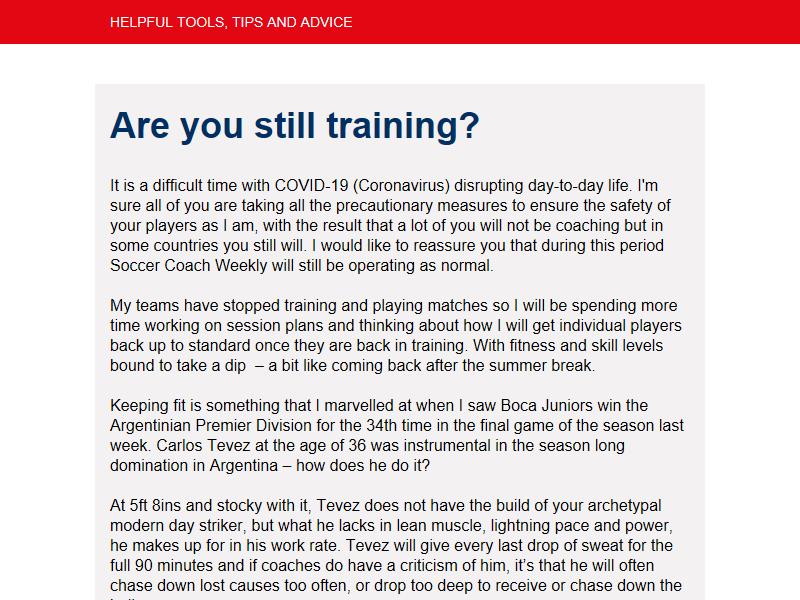 HELPFUL TOOLS, TIPS AND ADVICE
Are you still training?
It is a difficult time with COVID-19 (Coronavirus) disrupting day-to-day life. I'm
sure all of you are taking all the precautionary measures to ensure the safety of
your players as I am, with the result that a lot of you will not be coaching but in
some countries you still will. I would like to reassure you that during this period
Soccer Coach Weekly will still be operating as normal.
My teams have stopped training and playing matches so I will be spending more
time working on session plans and thinking about how I will get individual players
back up to standard once they are back in training. With fitness and skill levels
bound to take a dip  – a bit like coming back after the summer break.
Keeping fit is something that I marvelled at when I saw Boca Juniors win the
Argentinian Premier Division for the 34th time in the final game of the season last
week. Carlos Tevez at the age of 36 was instrumental in the season long
domination in Argentina – how does he do it?
At 5ft 8ins and stocky with it, Tevez does not have the build of your archetypal
modern day striker, but what he lacks in lean muscle, lightning pace and power,
he makes up for in his work rate. Tevez will give every last drop of sweat for the
full 90 minutes and if coaches do have a criticism of him, it’s that he will often
chase down lost causes too often, or drop too deep to receive or chase down the